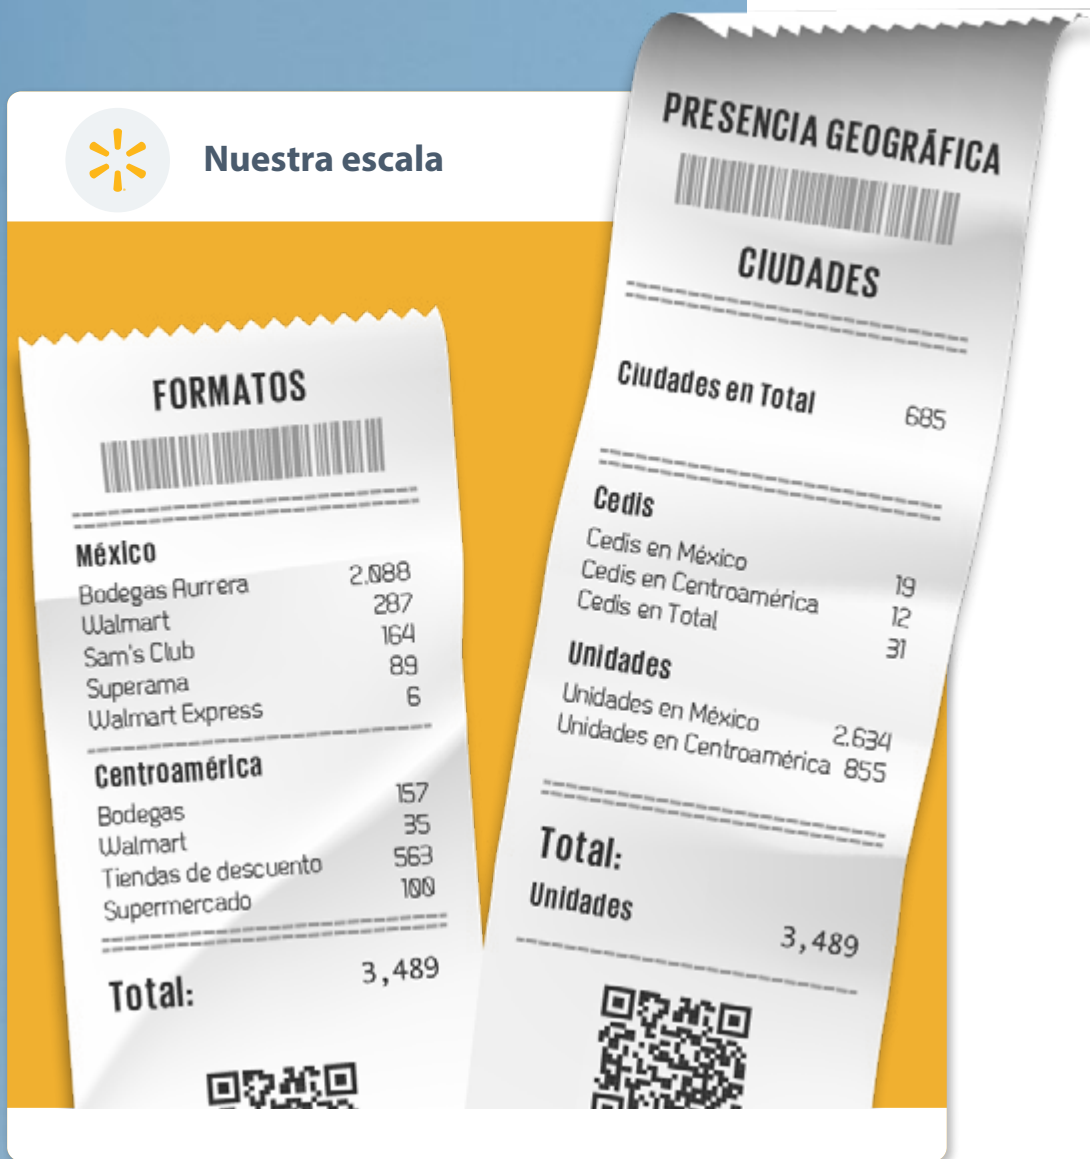 Nuestra escala
FORMATOS
México
Bodegas Aurrera 2.088
Walmart 287
Sam's Club 164
Superama 89
Walmart Express 6
Centroamérica
Bodegas 157
Walmart 35
Tiendas de descuento 563
Supermercado 100
Total: 3,489
PRESENCIA GEOGRÁFICA
CIUDADES
Ciudades en Total 685
Cedis
Cedis en México 19
Cedis en Centroamérica 12
Cedis en Total 31
Unidades
Unidades en México 2.634
Unidades en Centroamérica 855
Total:
Unidades 3,489